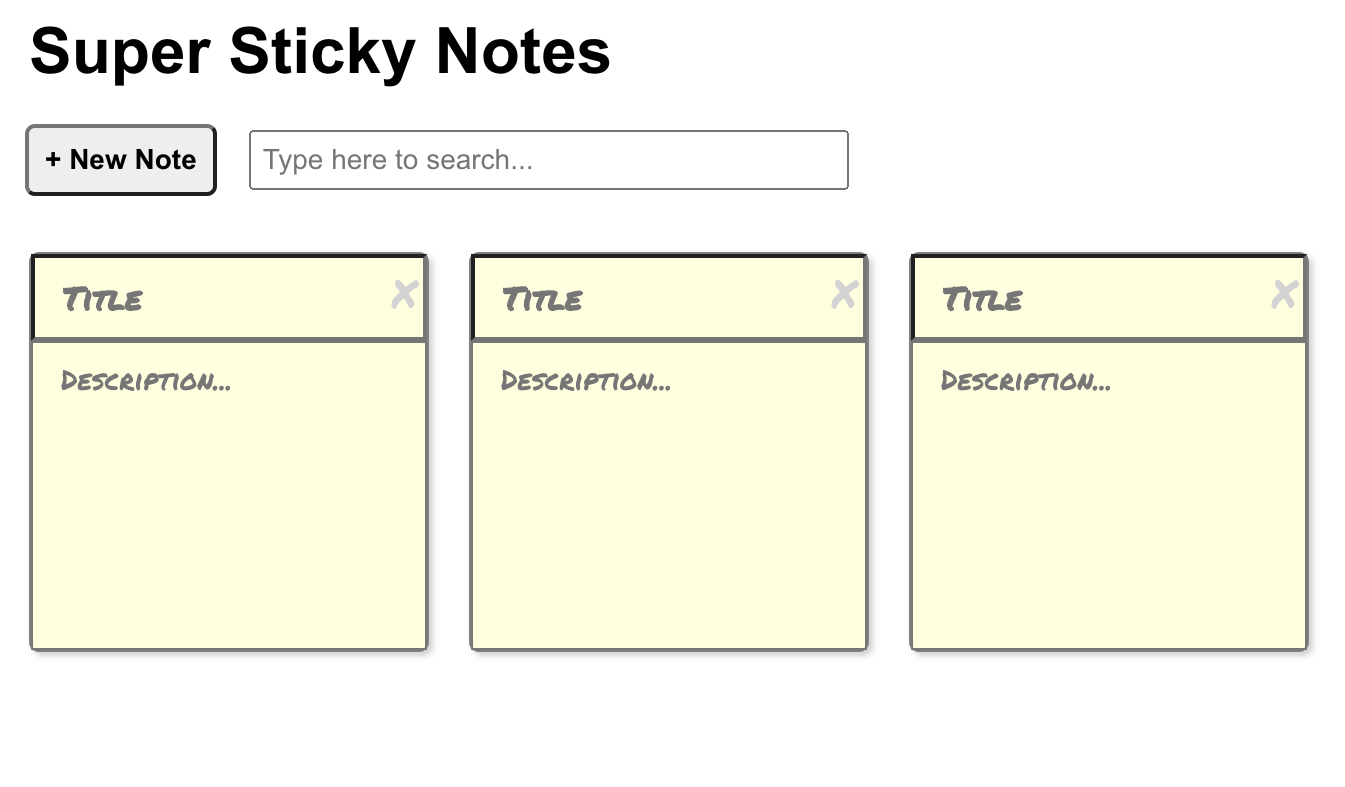 Super Sticky Notes
+ New Note
Type here to search...
Title ✘
Title ✘
Title ✘
Description...
Description...
Description...